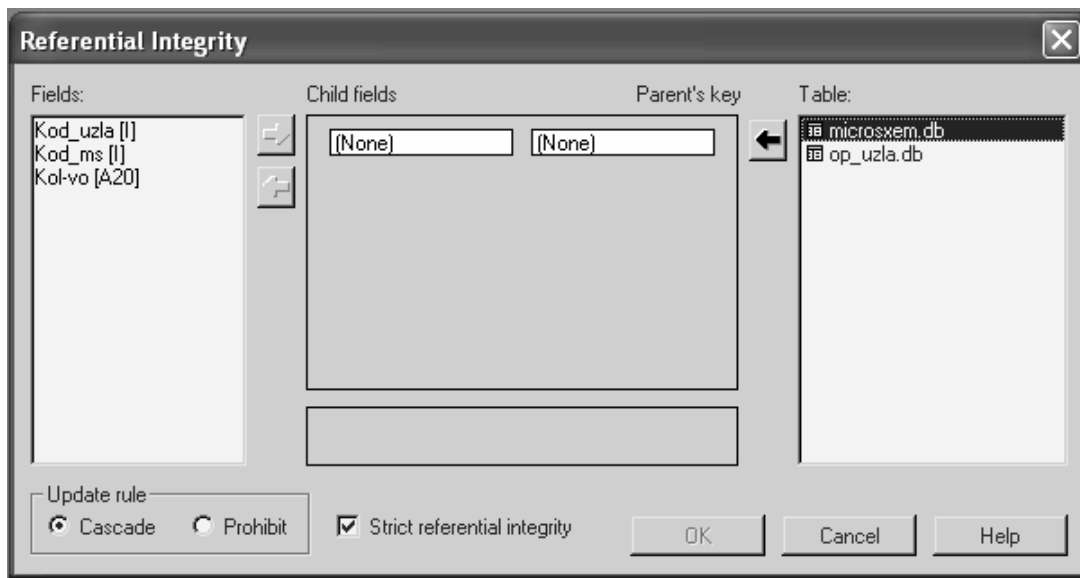 Referential Integrity
Fields:
Child fields
Parent's key
Table:
Kod_uzla [I]
Kod_ms [I]
Kol-vo [A20]
(None)
(None)
microsxem.db
op_uzla.db
Update rule
Cascade
Prohibit
Strict referential integrity
OK
Cancel
Help